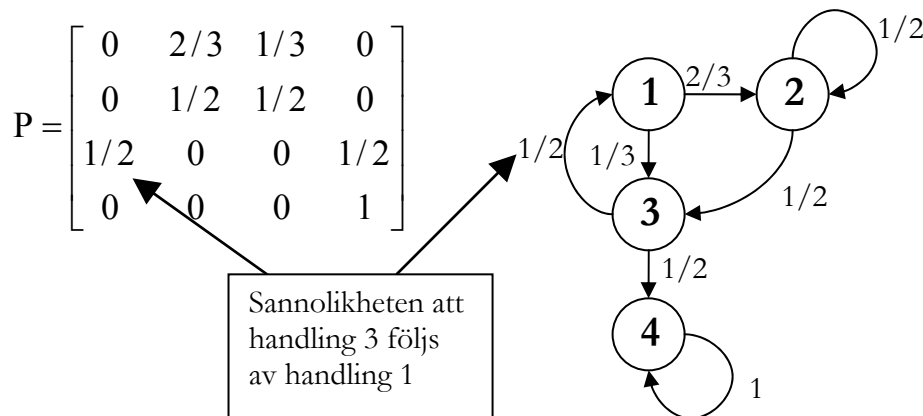 P =
0 2/3 1/3 0
0 1/2 1/2 0
1/2 0 0 1/2
0 0 0 1
1/2
1 2/3 2
1/2 1/3
3 1/2
1/2
4
1
Sannolikheten att
handling 3 följs
av handling 1